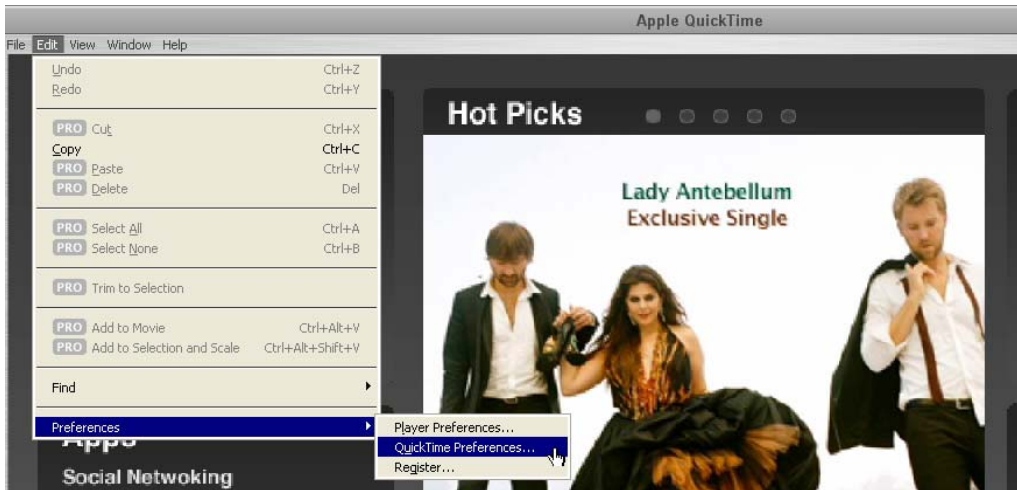 Apple QuickTime
File Edit View Window Help
Undo Ctrl+Z
Redo Ctrl+Y
PRO Cut Ctrl+X
Copy Ctrl+C
PRO Paste Ctrl+V
PRO Delete Del
PRO Select All Ctrl+A
PRO Select None Ctrl+B
PRO Trim to Selection
PRO Add to Movie Ctrl+Alt+V
PRO Add to Selection and Scale Ctrl+Alt+Shift+V
Find
Preferences
Player Preferences...
QuickTime Preferences...
Register...
Hot Picks
Lady Antebellum
Exclusive Single
Apps
Social Netwoking